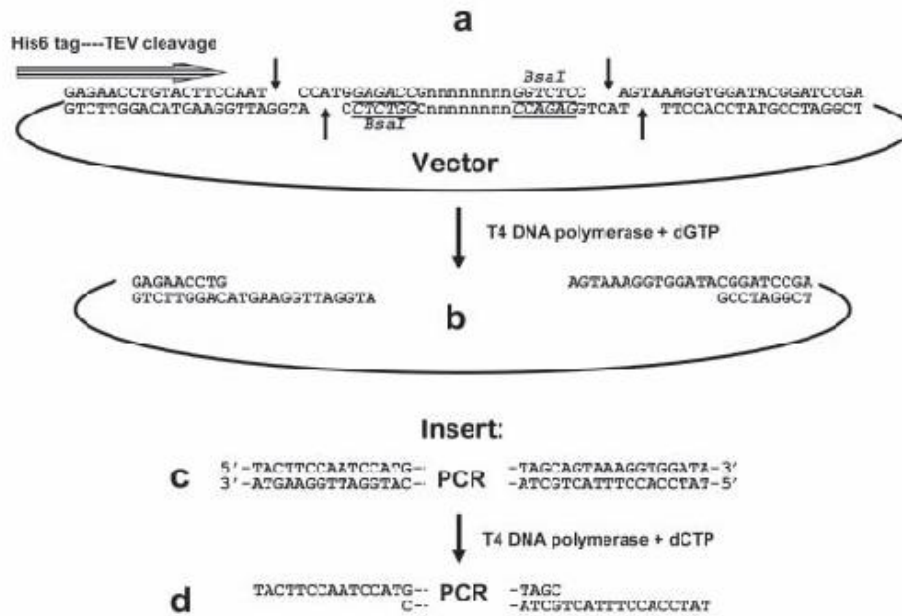 a
His6 tag----TEV cleavage
BsaI
GAGAACCTGTACTTCCAAT CCATGGAGACCGnnnnnnnnGGTCTCC AGTAAAGGTGGATACGGATCCGA
GTCTTGGACATGAAGGTTAGGTA CCTCTGGCnnnnnnnnCCAGAGGTCAT TTCCACCTATGCCTAGGCT
BsaI
Vector
T4 DNA polymerase + dGTP
GAGAACCTG AGTAAAGGTGGATACGGATCCGA
GTCTTGGACATGAAGGTTAGGTA GCCTAGGCT
b
Insert:
5'-TACTTCCAATCCATG-- PCR -TAGCAGTAAAGGTGGATA-3'
c
3'-ATGAAGGTTAGGTAC-- -ATCGTCATTTCCACCTAT-5'
T4 DNA polymerase + dCTP
TACTTCCAATCCATG-- PCR -TAGC
d
C-- -ATCGTCATTTCCACCTAT